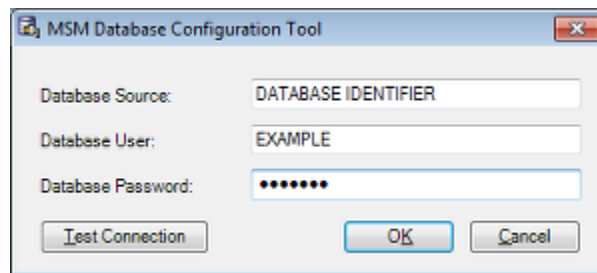 MSM Database Configuration Tool
Database Source: DATABASE IDENTIFIER
Database User: EXAMPLE
Database Password: •••••••
Test Connection OK Cancel